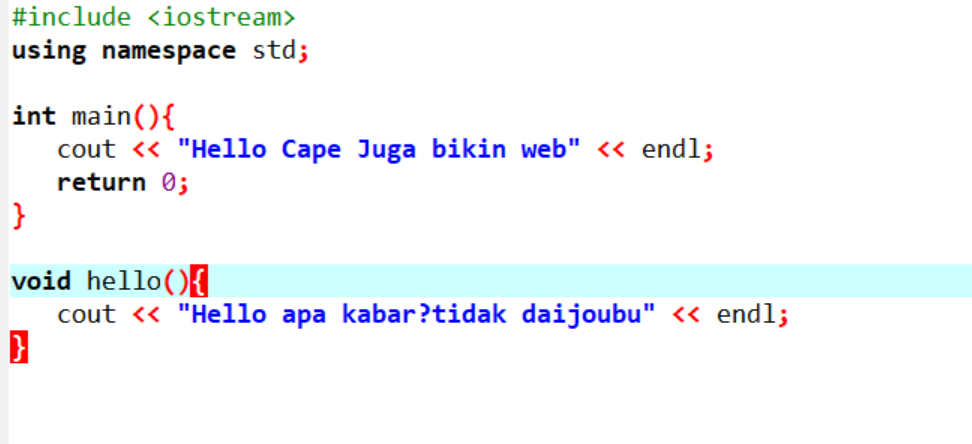 #include <iostream>
using namespace std;
int main(){
cout << "Hello Cape Juga bikin web" << endl;
return 0;
}
void hello(){
cout << "Hello apa kabar?tidak daijoubu" << endl;
}